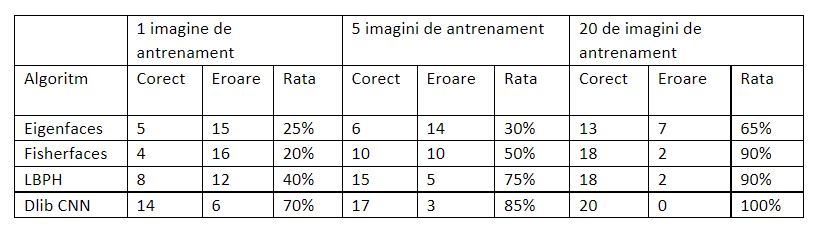 1 imagine de antrenament 5 imagini de antrenament 20 de imagini de antrenament
Algoritm Corect Eroare Rata Corect Eroare Rata Corect Eroare Rata
Eigenfaces 5 15 25% 6 14 30% 13 7 65%
Fisherfaces 4 16 20% 10 10 50% 18 2 90%
LBPH 8 12 40% 15 5 75% 18 2 90%
Dlib CNN 14 6 70% 17 3 85% 20 0 100%